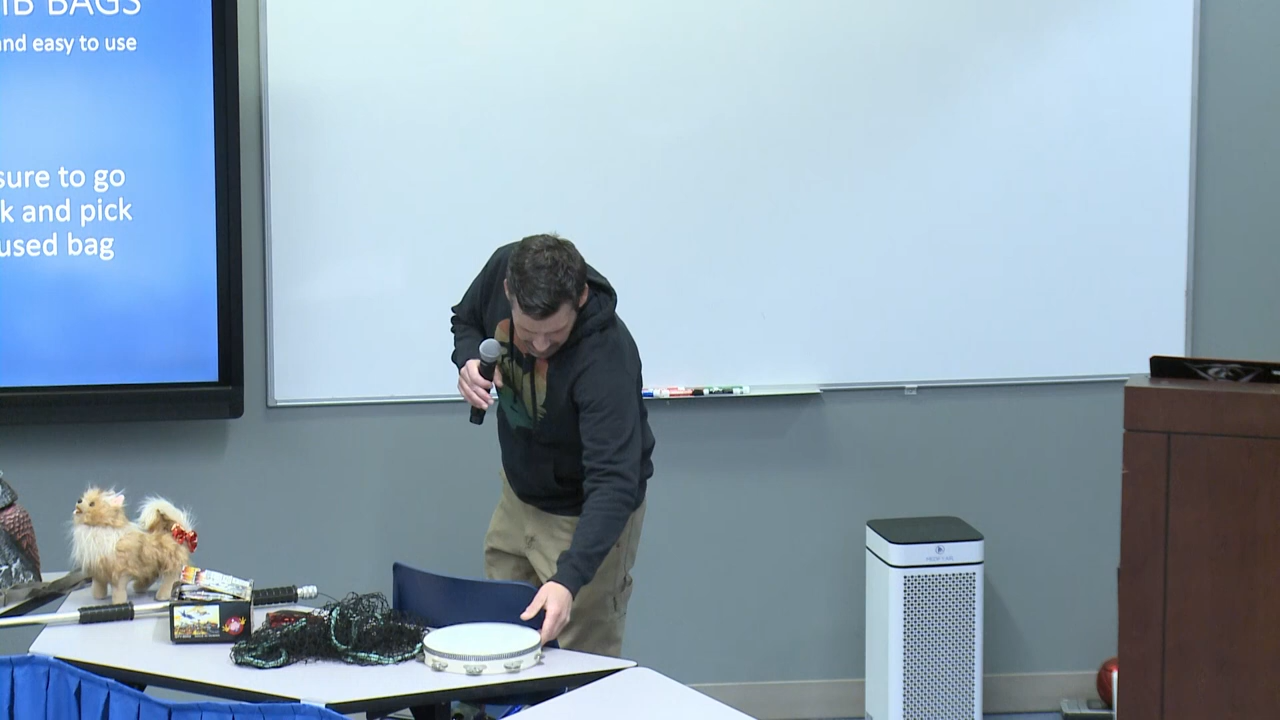 IB BAGS
and easy to use
sure to go
k and pick
used bag